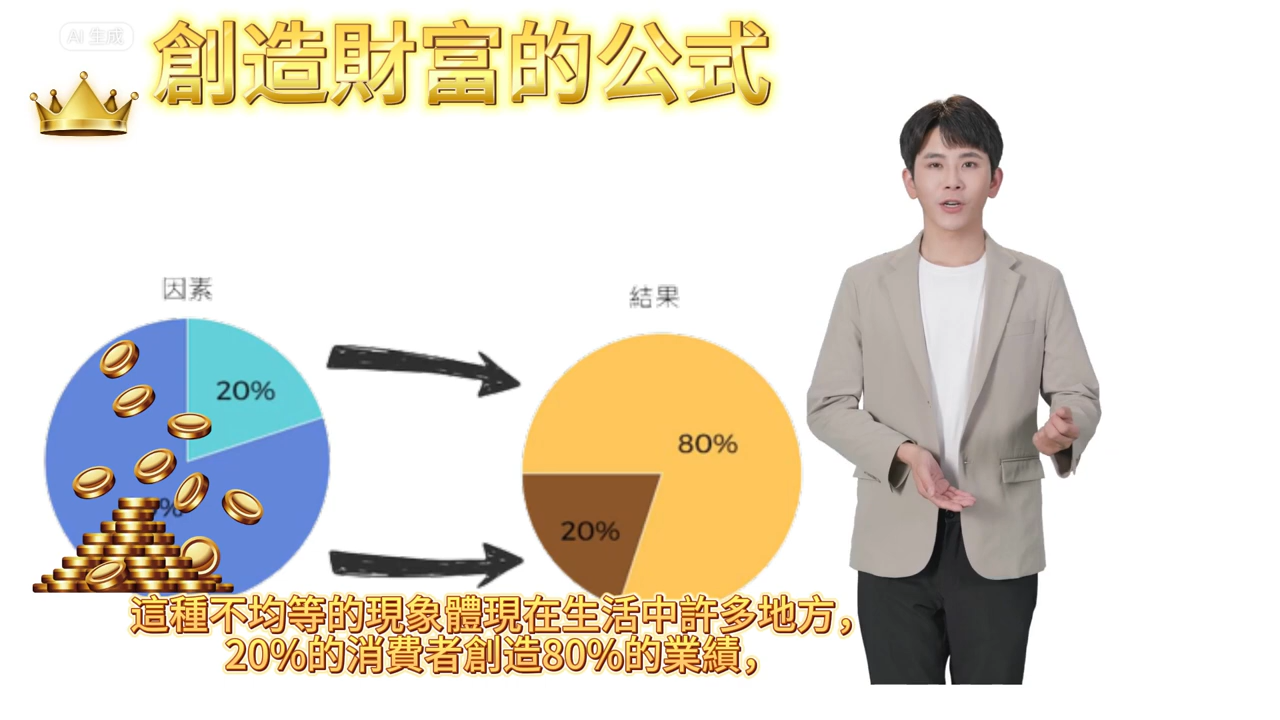 AI 生成
創造財富的公式
因素
結果
20%
80%
20%
這種不均等的現象體現在生活中許多地方，
20%的消費者創造80%的業績，